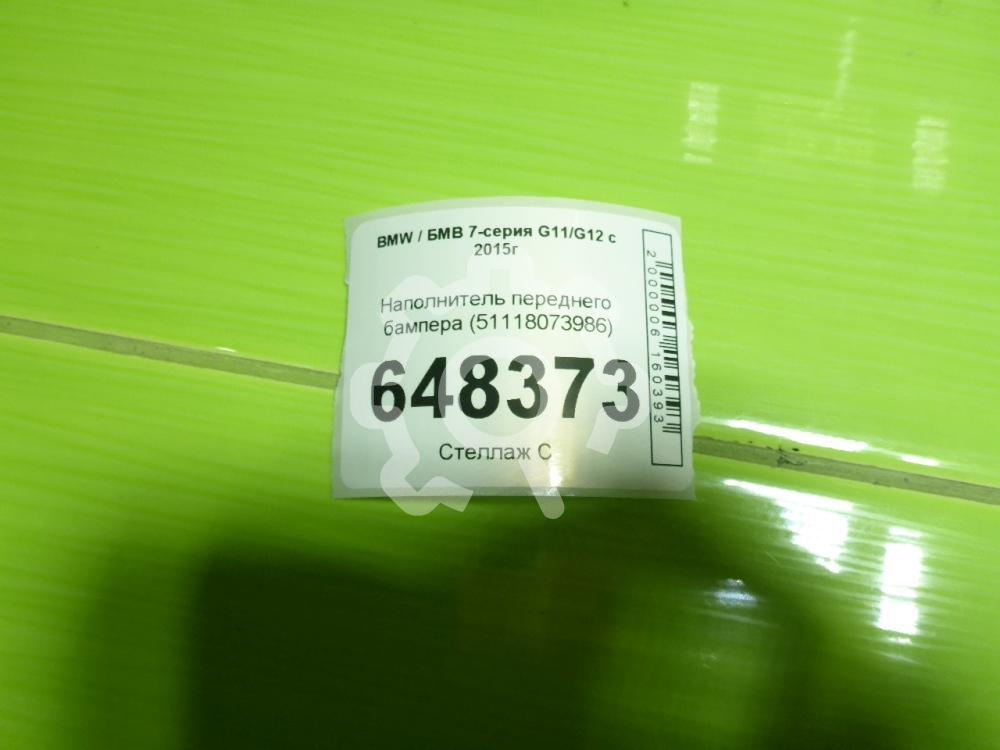 BMW / БМВ 7-серия G11/G12 с
2015г
Наполнитель переднего
бампера (51118073986)
648373
Стеллаж С
2000006160393